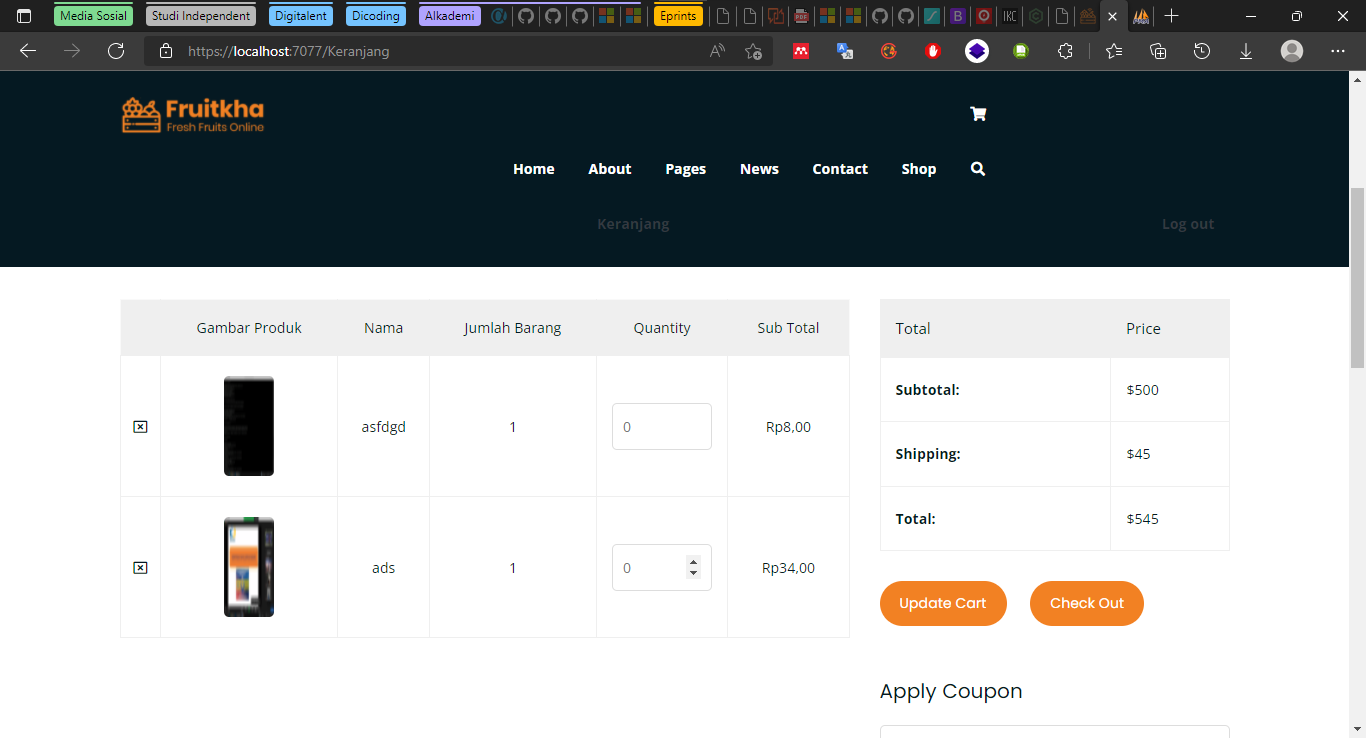 Media Sosial Studi Independent Digitalent Dicoding Alkademi Eprints IKC
https://localhost:7077/Keranjang
Fruitkha
Fresh Fruits Online
Home About Pages News Contact Shop
Keranjang Log out
Gambar Produk Nama Jumlah Barang Quantity Sub Total
asfdgd 1 0 Rp8,00
ads 1 0 Rp34,00
Total Price
Subtotal: $500
Shipping: $45
Total: $545
Update Cart Check Out
Apply Coupon